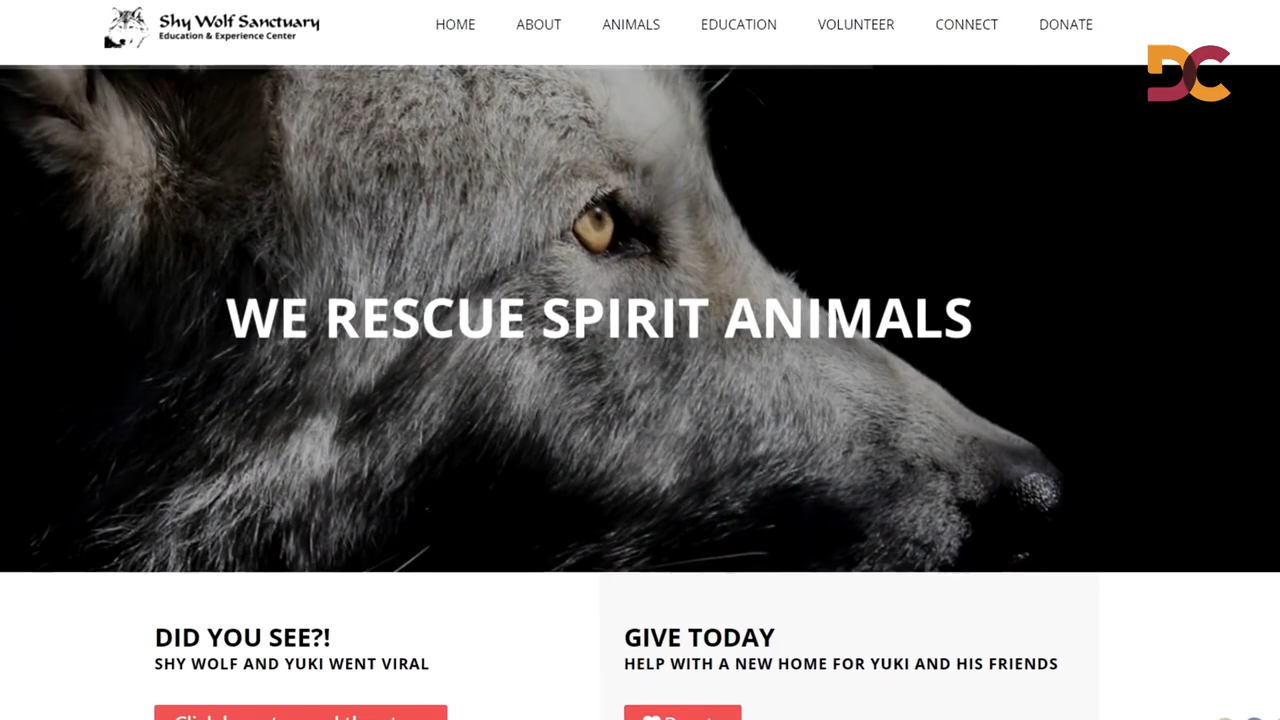 Shy Wolf Sanctuary
Education & Experience Center
HOME ABOUT ANIMALS EDUCATION VOLUNTEER CONNECT DONATE
DC
WE RESCUE SPIRIT ANIMALS
DID YOU SEE?!
SHY WOLF AND YUKI WENT VIRAL
GIVE TODAY
HELP WITH A NEW HOME FOR YUKI AND HIS FRIENDS